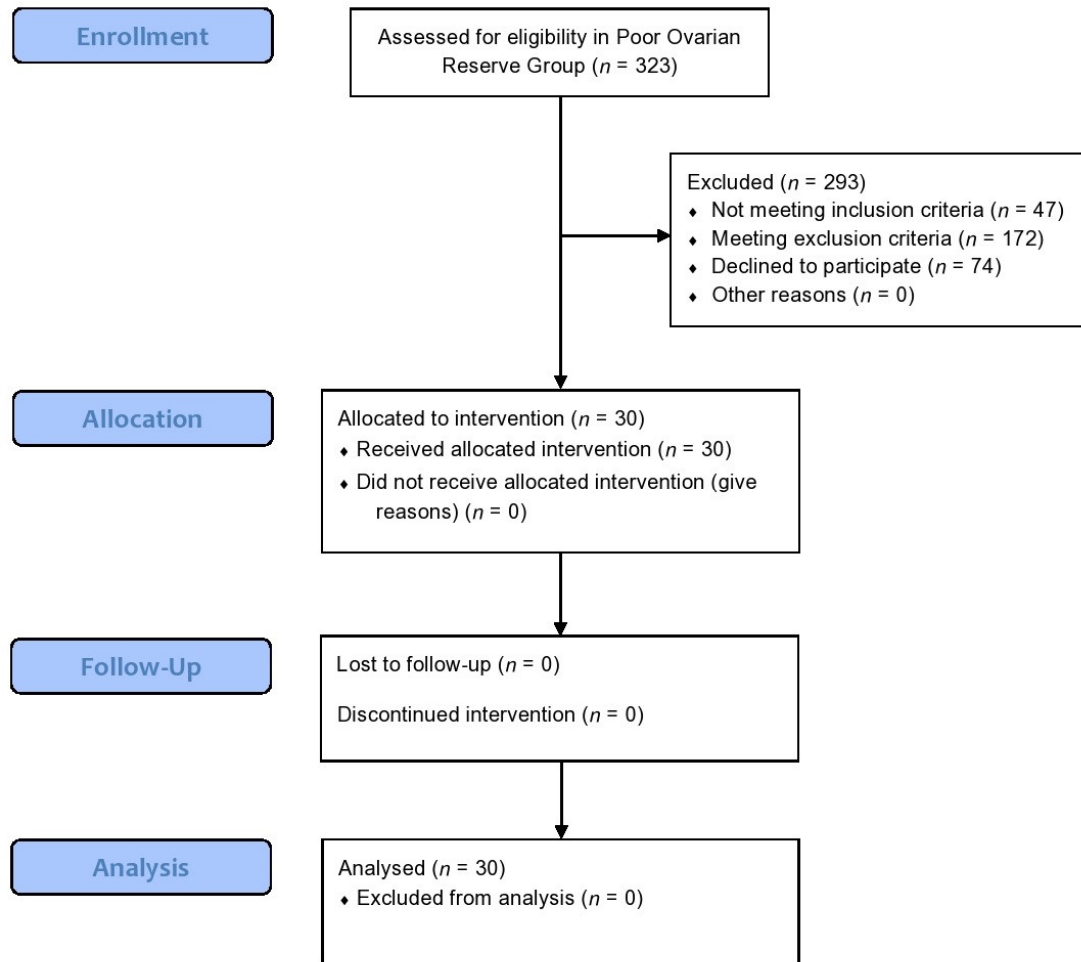 Enrollment
Assessed for eligibility in Poor Ovarian
Reserve Group (n = 323)
Excluded (n = 293)
♦ Not meeting inclusion criteria (n = 47)
♦ Meeting exclusion criteria (n = 172)
♦ Declined to participate (n = 74)
♦ Other reasons (n = 0)
Allocation
Allocated to intervention (n = 30)
♦ Received allocated intervention (n = 30)
♦ Did not receive allocated intervention (give
reasons) (n = 0)
Follow-Up
Lost to follow-up (n = 0)
Discontinued intervention (n = 0)
Analysis
Analysed (n = 30)
♦ Excluded from analysis (n = 0)